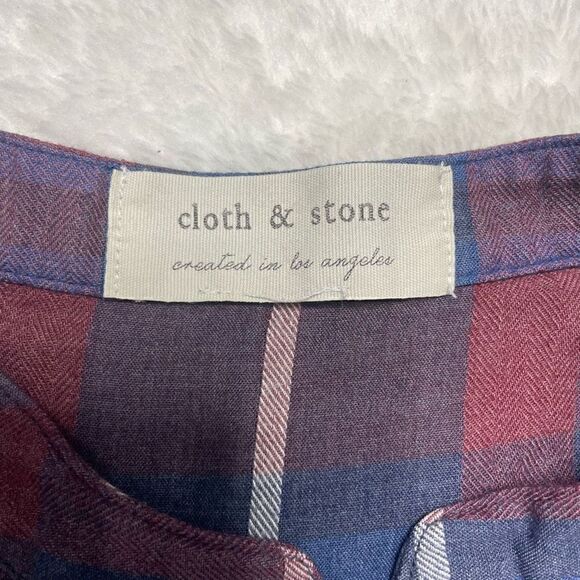 cloth & stone
created in los angeles